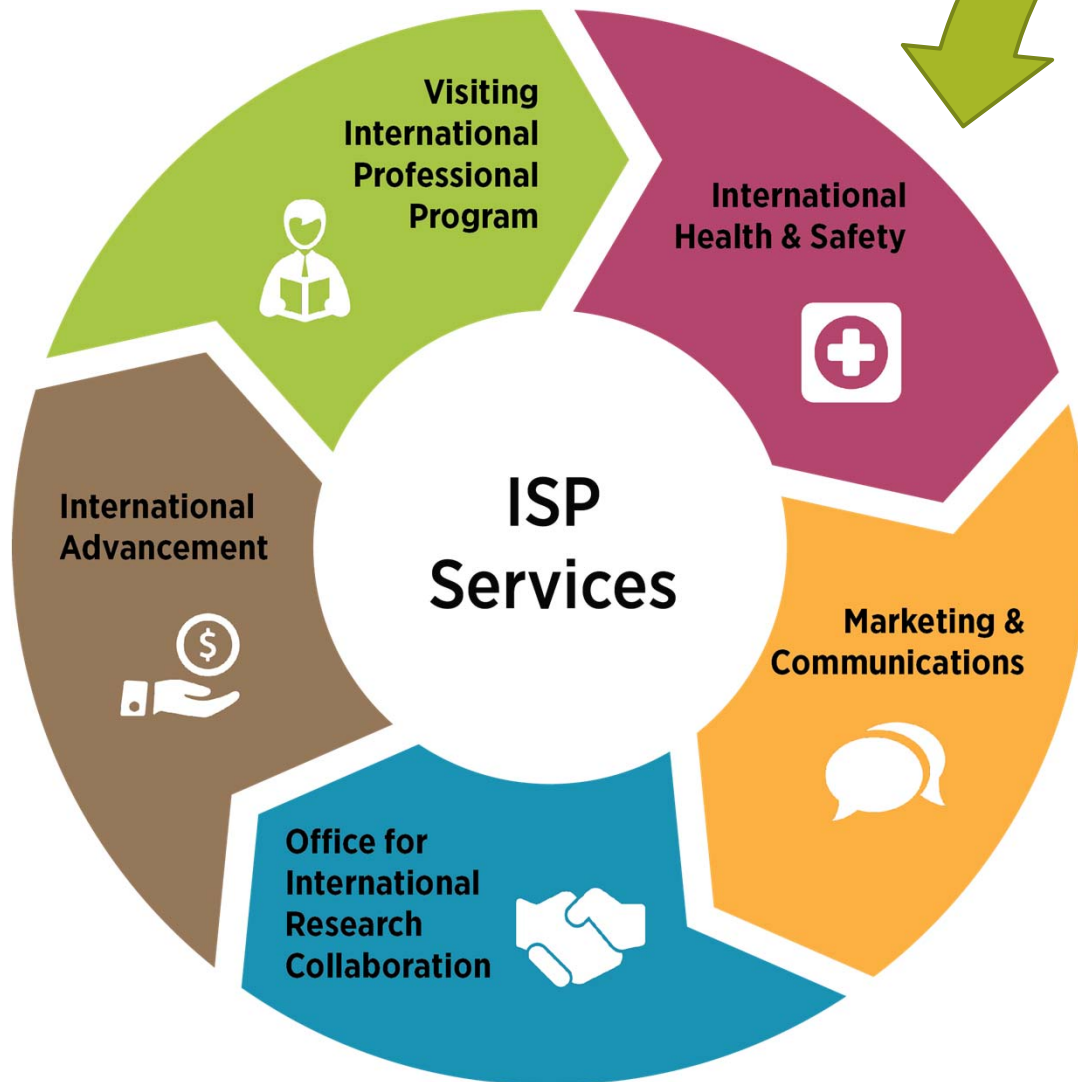 Visiting
International
Professional
Program
International
Health & Safety
Marketing &
Communications
Office for
International
Research
Collaboration
International
Advancement
$
ISP
Services